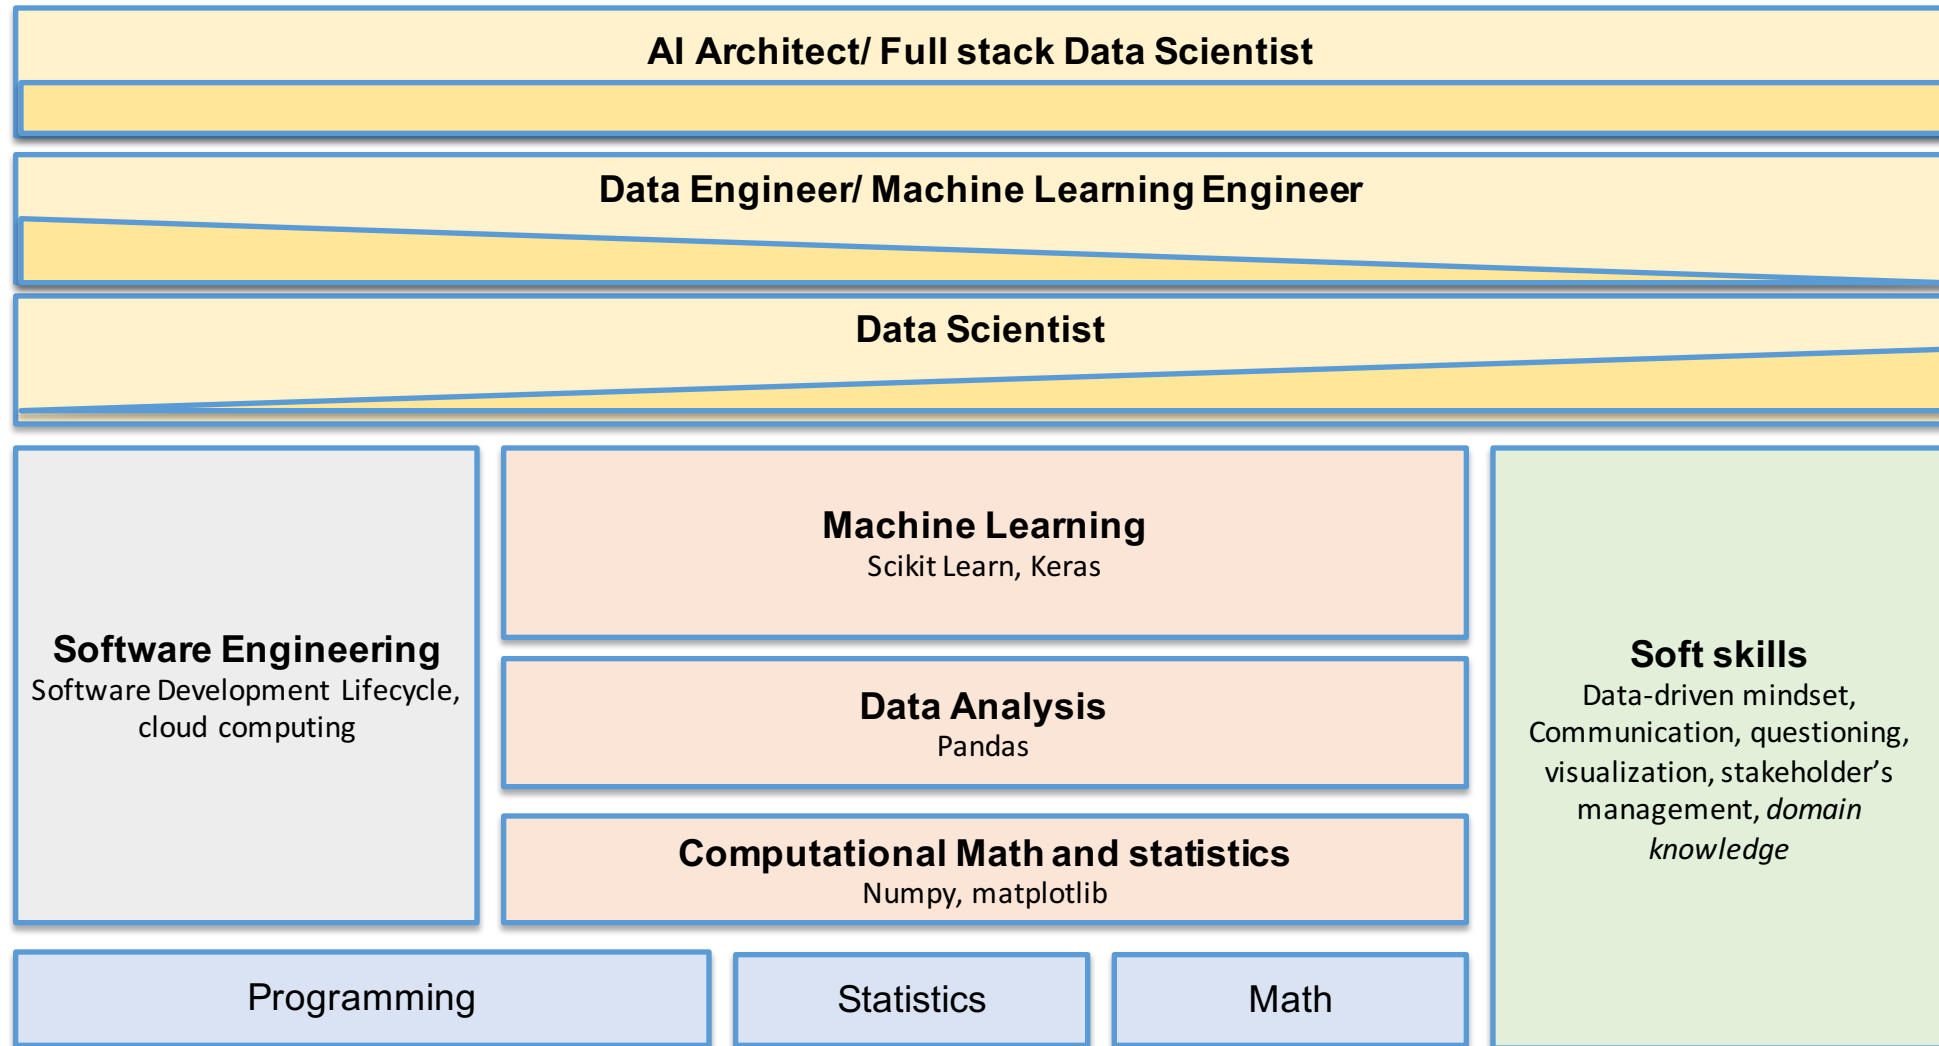 AI Architect/ Full stack Data Scientist
Data Engineer/ Machine Learning Engineer
Data Scientist
Software Engineering
Software Development Lifecycle,
cloud computing
Machine Learning
Scikit Learn, Keras
Data Analysis
Pandas
Computational Math and statistics
Numpy, matplotlib
Soft skills
Data-driven mindset,
Communication, questioning,
visualization, stakeholder’s
management, domain
knowledge
Programming
Statistics
Math